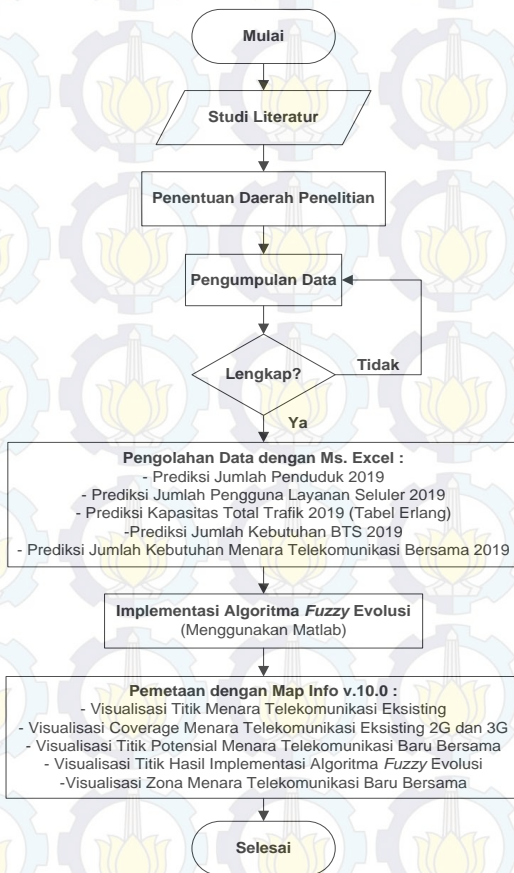 Mulai
Studi Literatur
Penentuan Daerah Penelitian
Pengumpulan Data
Lengkap?
Tidak
Ya
Pengolahan Data dengan Ms. Excel :
- Prediksi Jumlah Penduduk 2019
- Prediksi Jumlah Pengguna Layanan Seluler 2019
- Prediksi Kapasitas Total Trafik 2019 (Tabel Erlang)
-Prediksi Jumlah Kebutuhan BTS 2019
- Prediksi Jumlah Kebutuhan Menara Telekomunikasi Bersama 2019
Implementasi Algoritma Fuzzy Evolusi
(Menggunakan Matlab)
Pemetaan dengan Map Info v.10.0 :
- Visualisasi Titik Menara Telekomunikasi Eksisting
- Visualisasi Coverage Menara Telekomunikasi Eksisting 2G dan 3G
- Visualisasi Titik Potensial Menara Telekomunikasi Baru Bersama
- Visualisasi Titik Hasil Implementasi Algoritma Fuzzy Evolusi
-Visualisasi Zona Menara Telekomunikasi Baru Bersama
Selesai